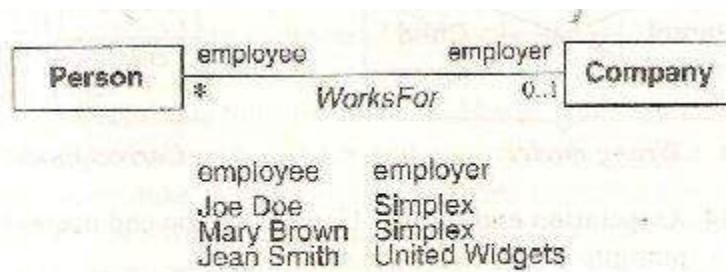 employee employer
Person Company
* WorksFor 0..1
employee employer
Joe Doe Simplex
Mary Brown Simplex
Jean Smith United Widgets